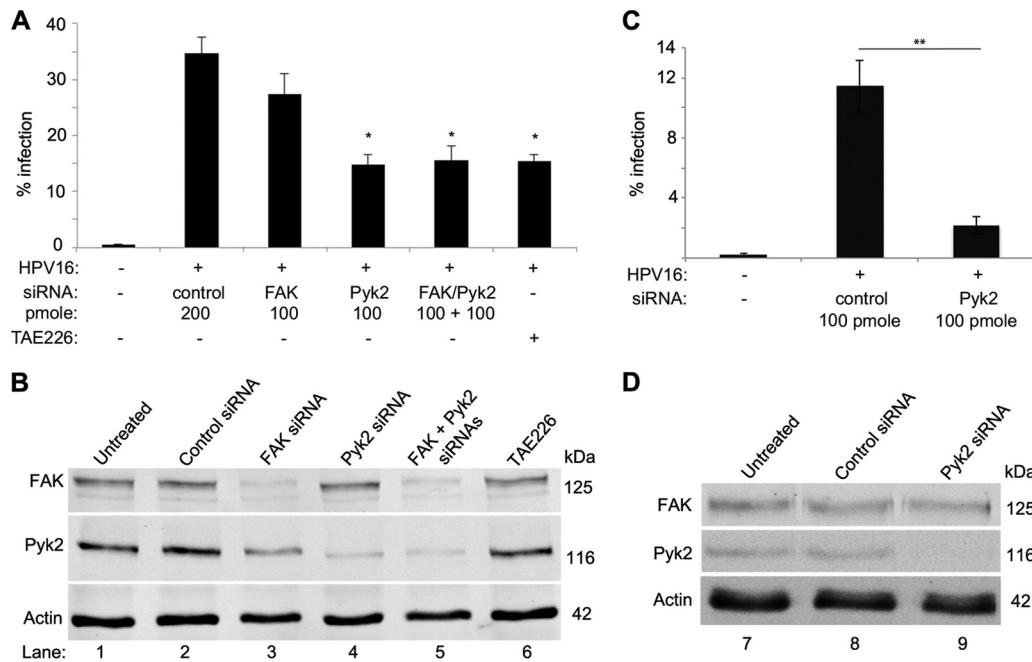 A
% infection
40
30
20
10
0
* * *
HPV16: - + + + + +
siRNA: - control FAK Pyk2 FAK/Pyk2 -
pmole: 200 100 100 100 + 100
TAE226: - - - - - +
B
Untreated
Control siRNA
FAK siRNA
Pyk2 siRNA
FAK + Pyk2
siRNAs
TAE226
kDa
FAK 125
Pyk2 116
Actin 42
Lane: 1 2 3 4 5 6
C
% infection
14
12
8
4
0
**
HPV16: - + +
siRNA: - control Pyk2
100 pmole 100 pmole
D
Untreated
Control siRNA
Pyk2 siRNA
kDa
FAK 125
Pyk2 116
Actin 42
7 8 9